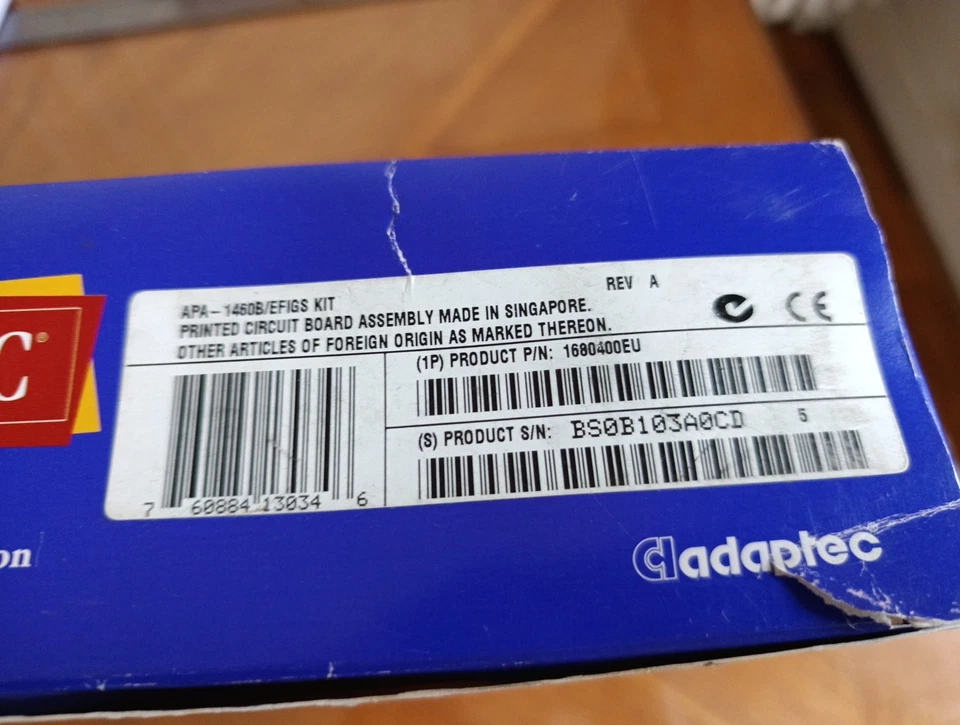 APA-1460B/EFIGS KIT
REV A
PRINTED CIRCUIT BOARD ASSEMBLY MADE IN SINGAPORE.
OTHER ARTICLES OF FOREIGN ORIGIN AS MARKED THEREON.
CE
C®
(1P) PRODUCT P/N: 1680400EU
(S) PRODUCT S/N: BS0B103A0CD 5
7 60884 13034 6
on
adaptec